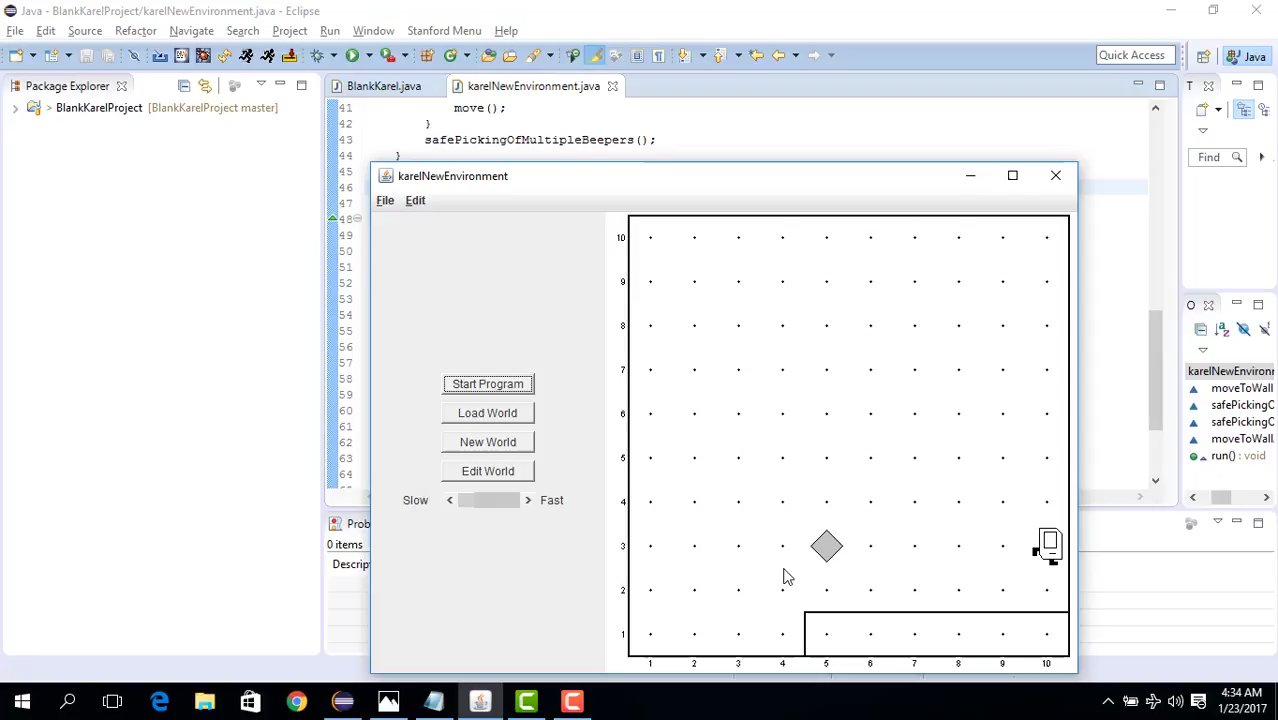 Java - BlankKarelProject/karelNewEnvironment.java - Eclipse
File Edit Source Refactor Navigate Search Project Run Window Stanford Menu Help
Quick Access Java
Package Explorer BlankKarel.java karelNewEnvironment.java T
BlankKarelProject [BlankKarelProject master]
41 move ();
42 }
43 safePickingOfMultipleBeepers();
44 }
46
47
48
49
50
51
52
53
54
55
56
57
58
59
60
61
62
63
64
Find
karelNewEnvironment
File Edit
Start Program
Load World
New World
Edit World
Slow < > Fast
10
9
8
7
6
5
4
3
2
1
1 2 3 4 5 6 7 8 9 10
O
karelNewEnvironm
moveToWall
safePickingO
safePickingO
moveToWall
run() : void
Prob
0 items
Descrip
4:34 AM
1/23/2017